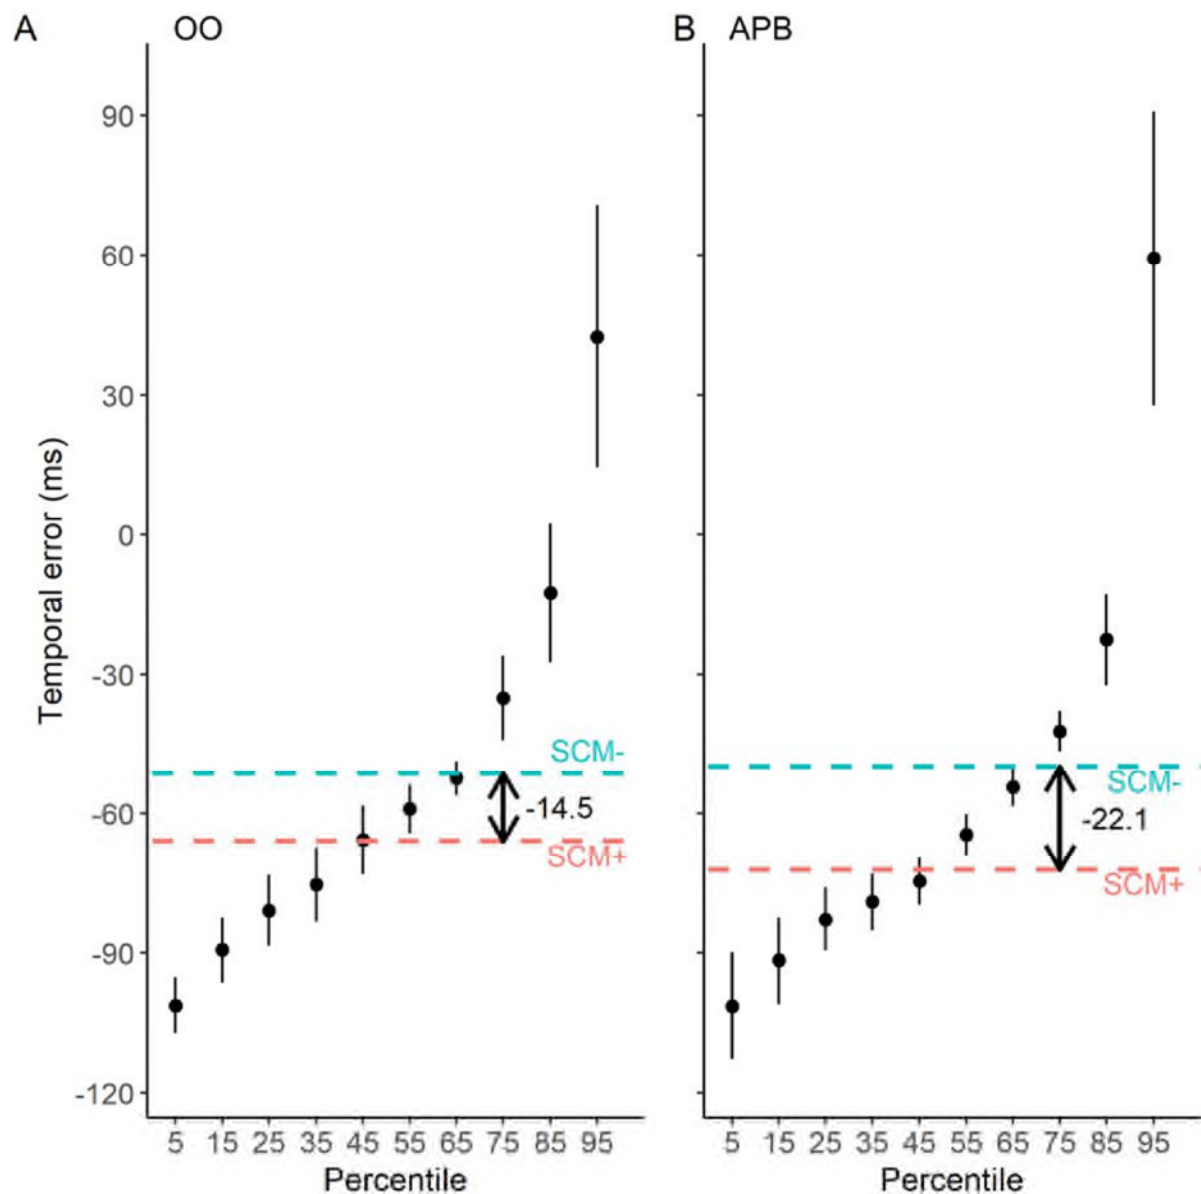 A OO
B APB
90
60
30
0
-30
-60
-90
-120
Temporal error (ms)
SCM-
-14.5
SCM+
SCM-
-22.1
SCM+
5 15 25 35 45 55 65 75 85 95
5 15 25 35 45 55 65 75 85 95
Percentile
Percentile